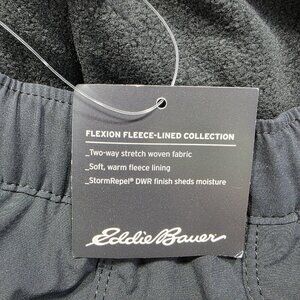 FLEXION FLEECE-LINED COLLECTION
_Two-way stretch woven fabric
_Soft, warm fleece lining
_StormRepel® DWR finish sheds moisture
Eddie Bauer